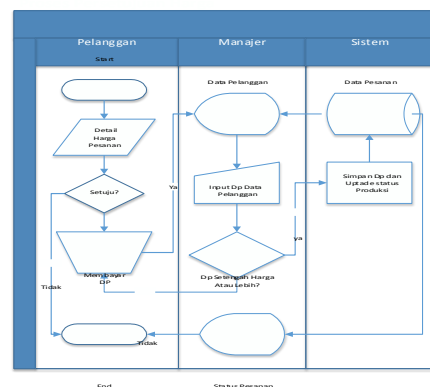 Pelanggan
Manajer
Sistem
Start
Data Pelanggan
Data Pesanan
Detail
Harga
Pesanan
Setuju?
Ya
Input Dp Data
Pelanggan
Simpan Dp dan
Uptade status
Produksi
ya
Membayar
DP
Dp Setengah Harga
Atau Lebih?
Tidak
Tidak
End
Status Pesanan